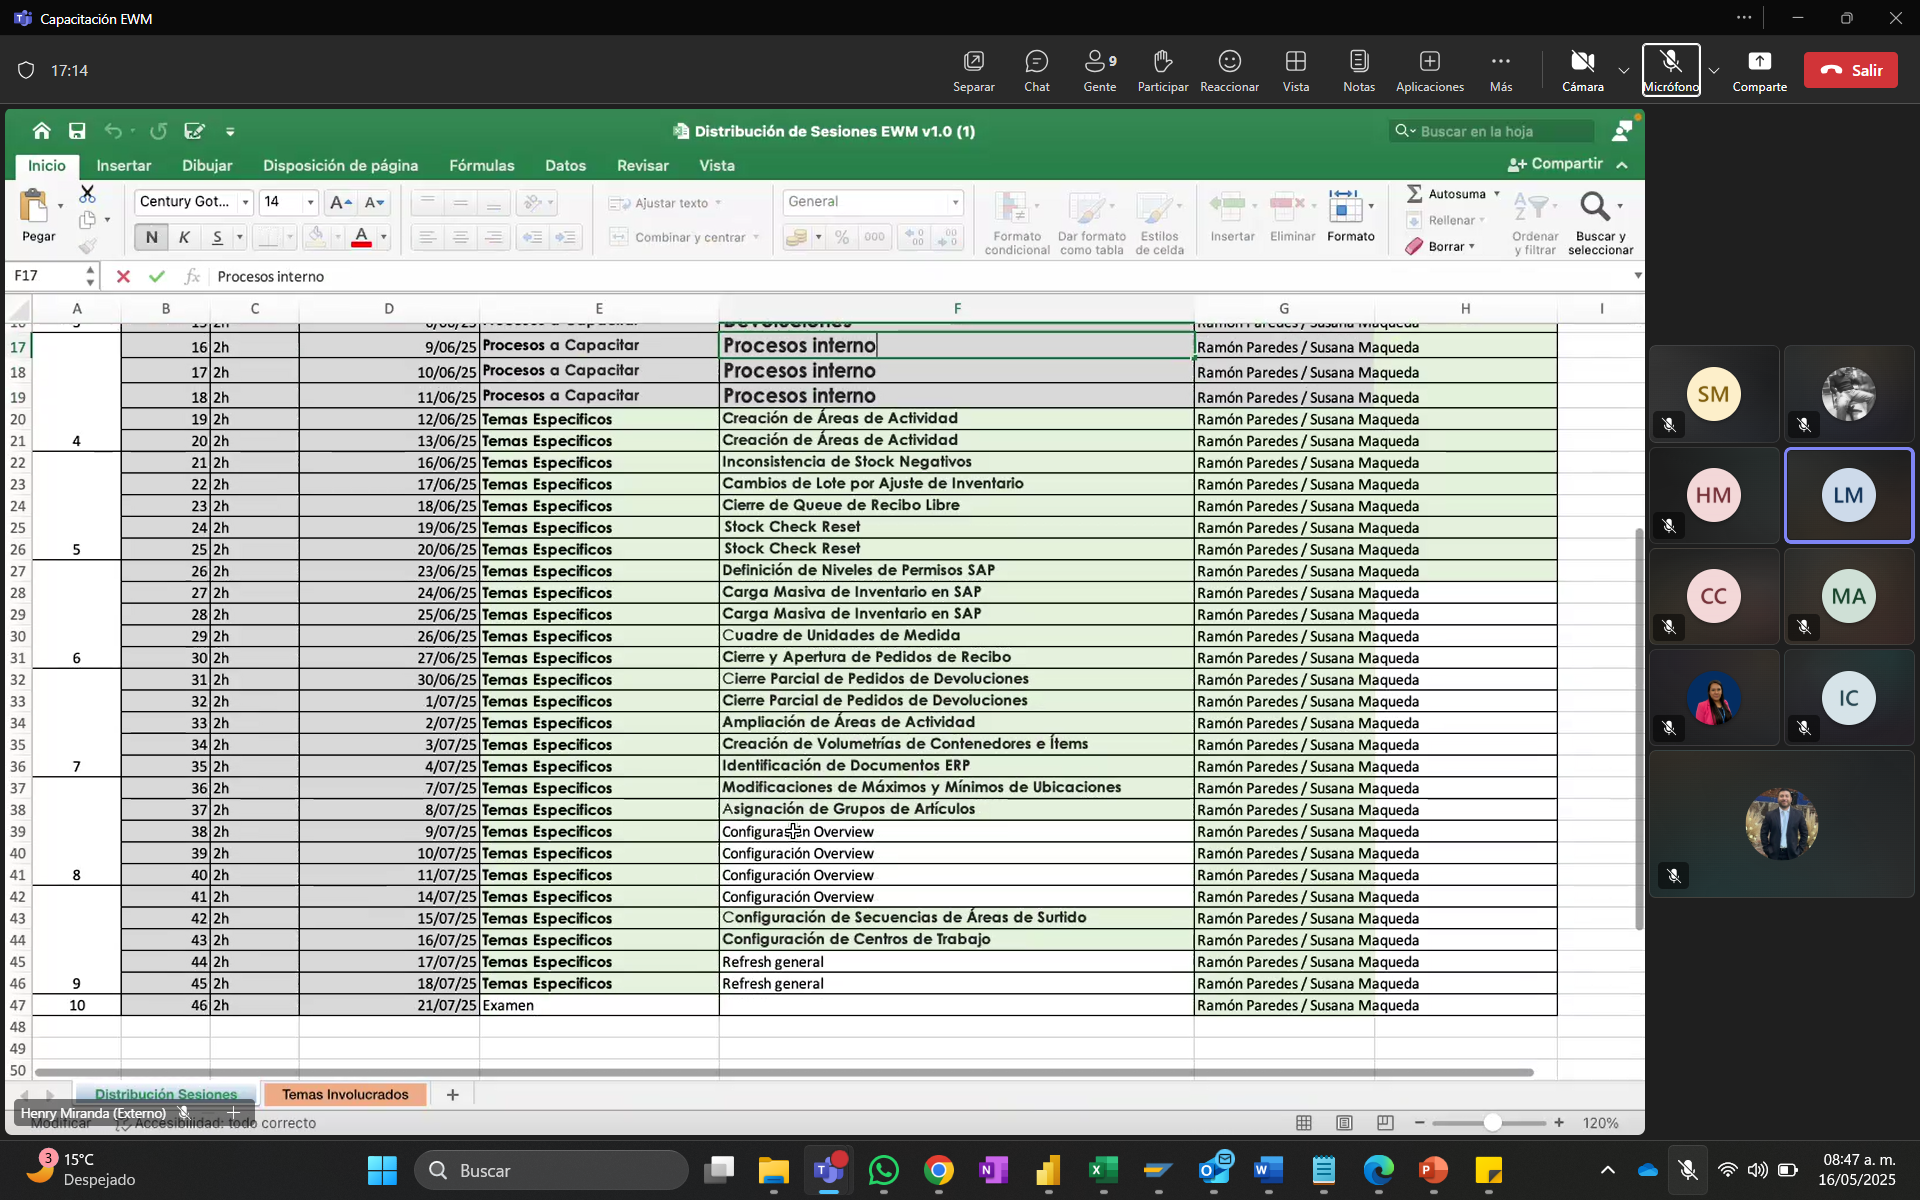 Capacitación EWM
17:14
Separar
Chat
9
Gente
Participar
Reaccionar
Vista
Notas
Aplicaciones
Más
Cámara
Micrófono
Comparte
Salir
Distribución de Sesiones EWM v1.0 (1)
Buscar en la hoja
Inicio Insertar Dibujar Disposición de página Fórmulas Datos Revisar Vista
Compartir
Pegar
Century Got... 14
N K S
Ajustar texto
Combinar y centrar
General
Formato condicional
Dar formato como tabla
Estilos de celda
Insertar
Eliminar
Formato
Autosuma
Rellenar
Borrar
Ordenar y filtrar
Buscar y seleccionar
F17 fx Procesos interno
A B C D E F G H I
17 16 2h 9/06/25 Procesos a Capacitar Procesos interno Ramón Paredes / Susana Maqueda
18 17 2h 10/06/25 Procesos a Capacitar Procesos interno Ramón Paredes / Susana Maqueda
19 18 2h 11/06/25 Procesos a Capacitar Procesos interno Ramón Paredes / Susana Maqueda
20 19 2h 12/06/25 Temas Especificos Creación de Áreas de Actividad Ramón Paredes / Susana Maqueda
21 4 20 2h 13/06/25 Temas Especificos Creación de Áreas de Actividad Ramón Paredes / Susana Maqueda
22 21 2h 16/06/25 Temas Especificos Inconsistencia de Stock Negativos Ramón Paredes / Susana Maqueda
23 22 2h 17/06/25 Temas Especificos Cambios de Lote por Ajuste de Inventario Ramón Paredes / Susana Maqueda
24 23 2h 18/06/25 Temas Especificos Cierre de Queue de Recibo Libre Ramón Paredes / Susana Maqueda
25 24 2h 19/06/25 Temas Especificos Stock Check Reset Ramón Paredes / Susana Maqueda
26 5 25 2h 20/06/25 Temas Especificos Stock Check Reset Ramón Paredes / Susana Maqueda
27 26 2h 23/06/25 Temas Especificos Definición de Niveles de Permisos SAP Ramón Paredes / Susana Maqueda
28 27 2h 24/06/25 Temas Especificos Carga Masiva de Inventario en SAP Ramón Paredes / Susana Maqueda
29 28 2h 25/06/25 Temas Especificos Carga Masiva de Inventario en SAP Ramón Paredes / Susana Maqueda
30 29 2h 26/06/25 Temas Especificos Cuadre de Unidades de Medida Ramón Paredes / Susana Maqueda
31 6 30 2h 27/06/25 Temas Especificos Cierre y Apertura de Pedidos de Recibo Ramón Paredes / Susana Maqueda
32 31 2h 30/06/25 Temas Especificos Cierre Parcial de Pedidos de Devoluciones Ramón Paredes / Susana Maqueda
33 32 2h 1/07/25 Temas Especificos Cierre Parcial de Pedidos de Devoluciones Ramón Paredes / Susana Maqueda
34 33 2h 2/07/25 Temas Especificos Ampliación de Áreas de Actividad Ramón Paredes / Susana Maqueda
35 34 2h 3/07/25 Temas Especificos Creación de Volumetrías de Contenedores e Ítems Ramón Paredes / Susana Maqueda
36 7 35 2h 4/07/25 Temas Especificos Identificación de Documentos ERP Ramón Paredes / Susana Maqueda
37 36 2h 7/07/25 Temas Especificos Modificaciones de Máximos y Mínimos de Ubicaciones Ramón Paredes / Susana Maqueda
38 37 2h 8/07/25 Temas Especificos Asignación de Grupos de Artículos Ramón Paredes / Susana Maqueda
39 38 2h 9/07/25 Temas Especificos Configuración Overview Ramón Paredes / Susana Maqueda
40 39 2h 10/07/25 Temas Especificos Configuración Overview Ramón Paredes / Susana Maqueda
41 8 40 2h 11/07/25 Temas Especificos Configuración Overview Ramón Paredes / Susana Maqueda
42 41 2h 14/07/25 Temas Especificos Configuración Overview Ramón Paredes / Susana Maqueda
43 42 2h 15/07/25 Temas Especificos Configuración de Secuencias de Áreas de Surtido Ramón Paredes / Susana Maqueda
44 43 2h 16/07/25 Temas Especificos Configuración de Centros de Trabajo Ramón Paredes / Susana Maqueda
45 44 2h 17/07/25 Temas Especificos Refresh general Ramón Paredes / Susana Maqueda
46 9 45 2h 18/07/25 Temas Especificos Refresh general Ramón Paredes / Susana Maqueda
47 10 46 2h 21/07/25 Examen Ramón Paredes / Susana Maqueda
48
49
50
Distribución Sesiones Temas Involucrados +
Henry Miranda (Externo)
Modificar Accesibilidad: todo correcto
120%
SM
HM
LM
CC
MA
IC
3
15°C
Despejado
Buscar
08:47 a. m.
16/05/2025